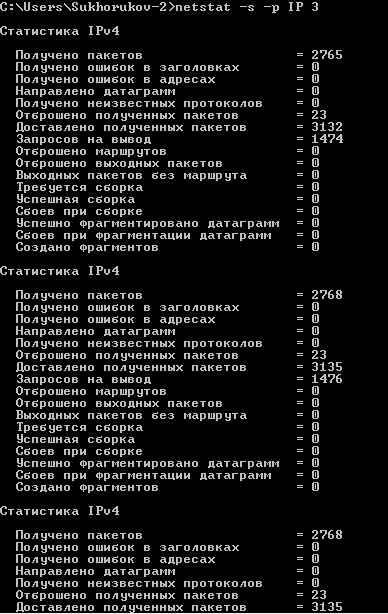 C:\Users\Sukhorukov-2>netstat -s -p IP 3
Статистика IPv4
Получено пакетов = 2765
Получено ошибок в заголовках = 0
Получено ошибок в адресах = 0
Направлено датаграмм = 0
Получено неизвестных протоколов = 0
Отброшено полученных пакетов = 23
Доставлено полученных пакетов = 3132
Запросов на вывод = 1474
Отброшено маршрутов = 0
Отброшено выходных пакетов = 0
Выходных пакетов без маршрута = 0
Требуется сборка = 0
Успешная сборка = 0
Сбоев при сборке = 0
Успешно фрагментировано датаграмм = 0
Сбоев при фрагментации датаграмм = 0
Создано фрагментов = 0
Статистика IPv4
Получено пакетов = 2768
Получено ошибок в заголовках = 0
Получено ошибок в адресах = 0
Направлено датаграмм = 0
Получено неизвестных протоколов = 0
Отброшено полученных пакетов = 23
Доставлено полученных пакетов = 3135
Запросов на вывод = 1476
Отброшено маршрутов = 0
Отброшено выходных пакетов = 0
Выходных пакетов без маршрута = 0
Требуется сборка = 0
Успешная сборка = 0
Сбоев при сборке = 0
Успешно фрагментировано датаграмм = 0
Сбоев при фрагментации датаграмм = 0
Создано фрагментов = 0
Статистика IPv4
Получено пакетов = 2768
Получено ошибок в заголовках = 0
Получено ошибок в адресах = 0
Направлено датаграмм = 0
Получено неизвестных протоколов = 0
Отброшено полученных пакетов = 23
Доставлено полученных пакетов = 3135